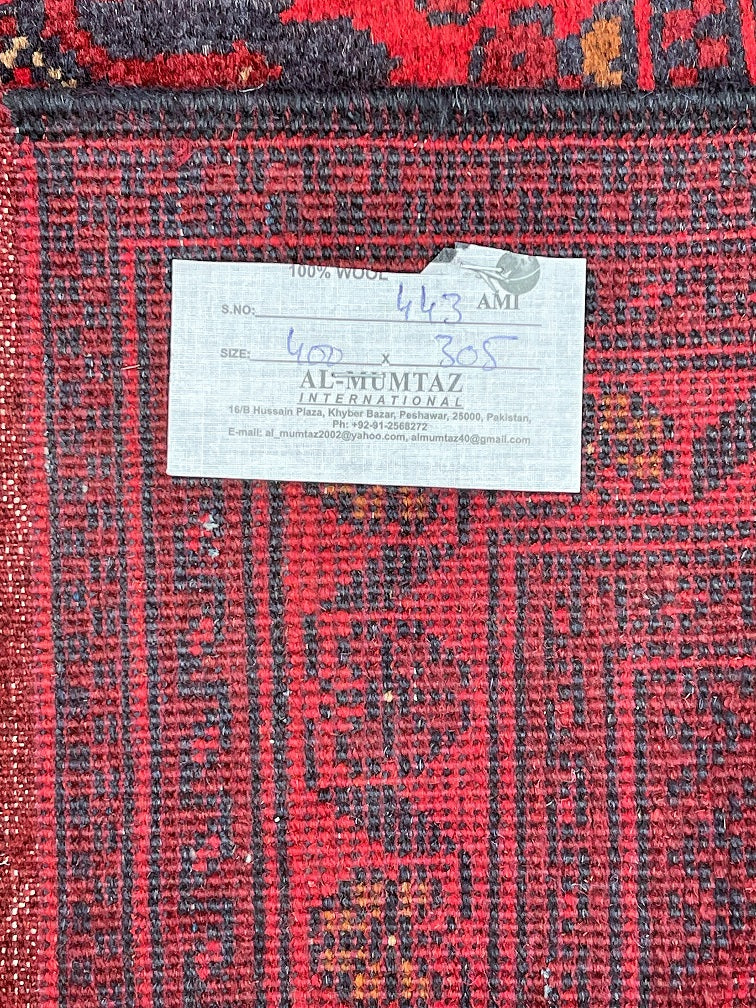 100% WOOL
S.NO: 443 AMI
SIZE: 400 x 305
AL-MUMTAZ
INTERNATIONAL
16/B Hussain Plaza, Khyber Bazar, Peshawar, 25000, Pakistan,
Ph: +92-91-2568272
E-mail: al_mumtaz2002@yahoo.com, almumtaz40@gmail.com